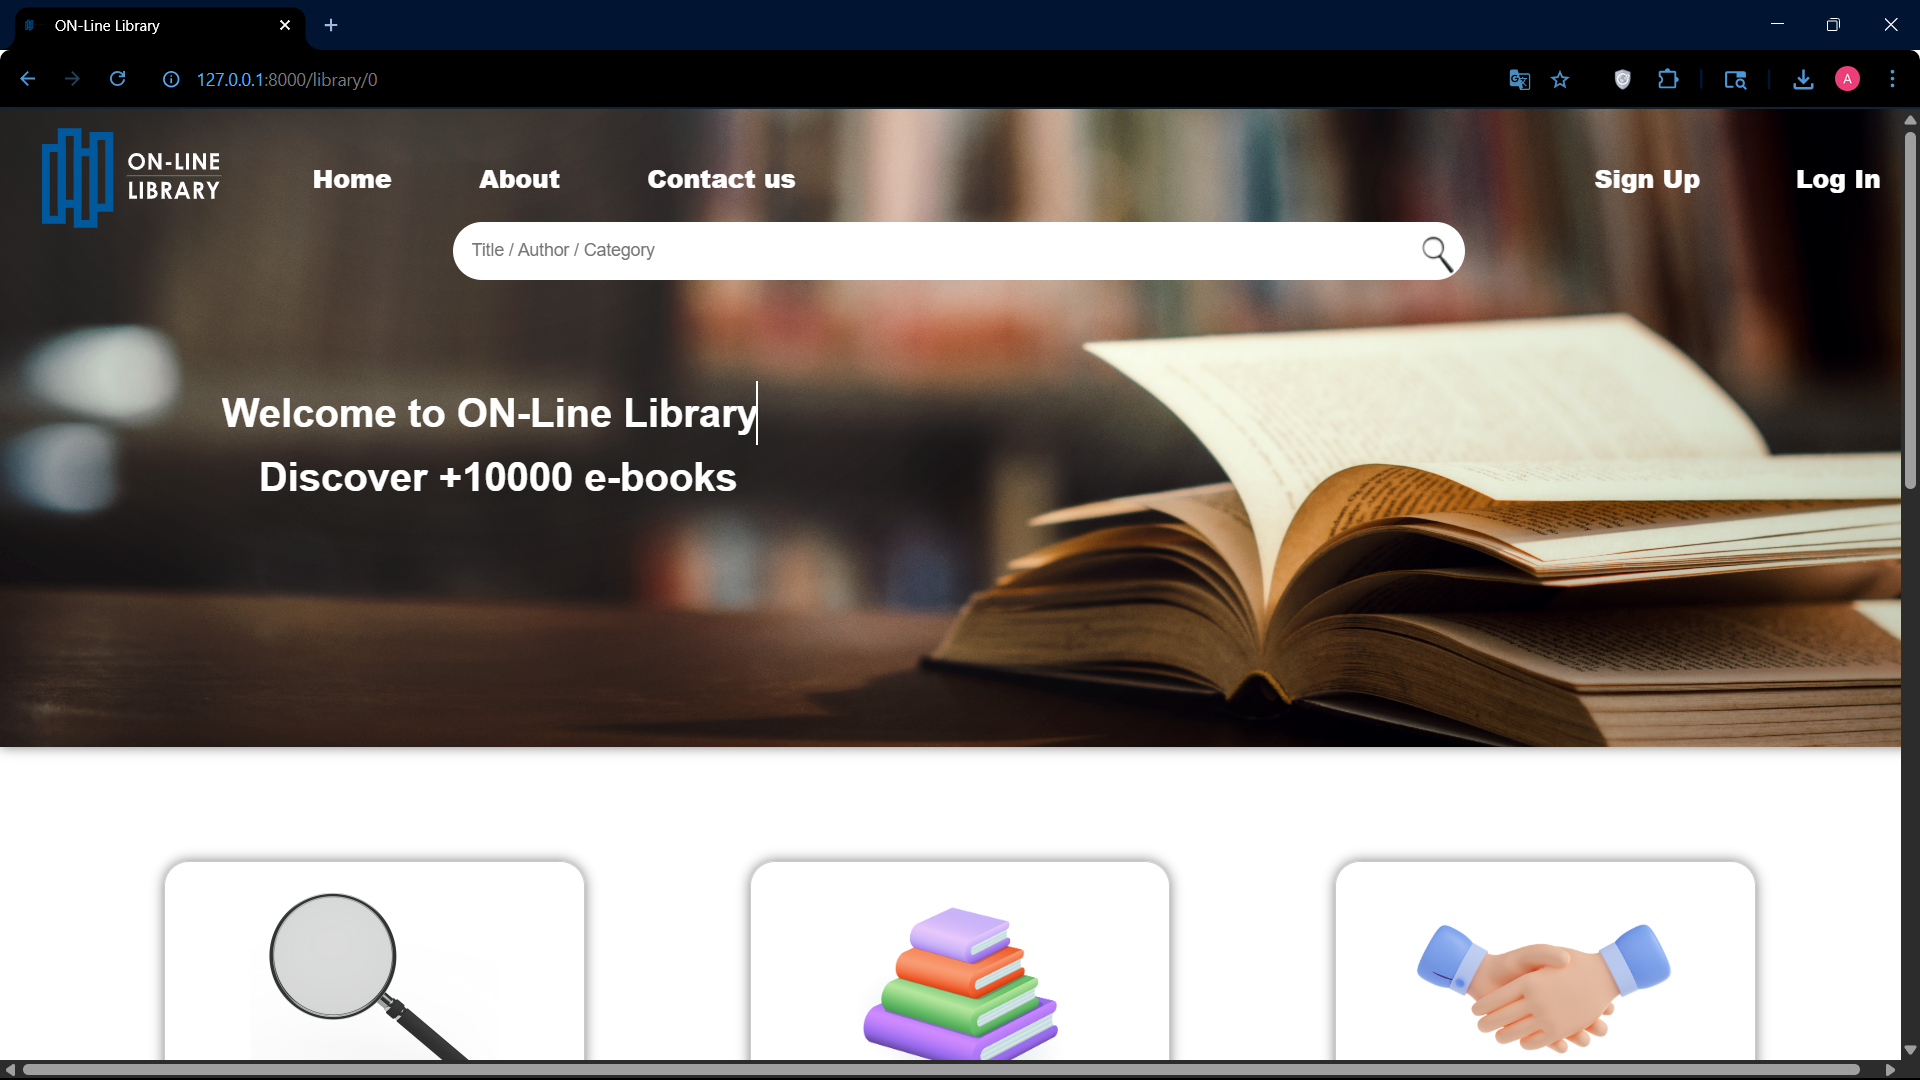 ON-Line Library
127.0.0.1:8000/library/0
A
ON-LINE
LIBRARY
Home
About
Contact us
Sign Up
Log In
Title / Author / Category
Welcome to ON-Line Library
Discover +10000 e-books